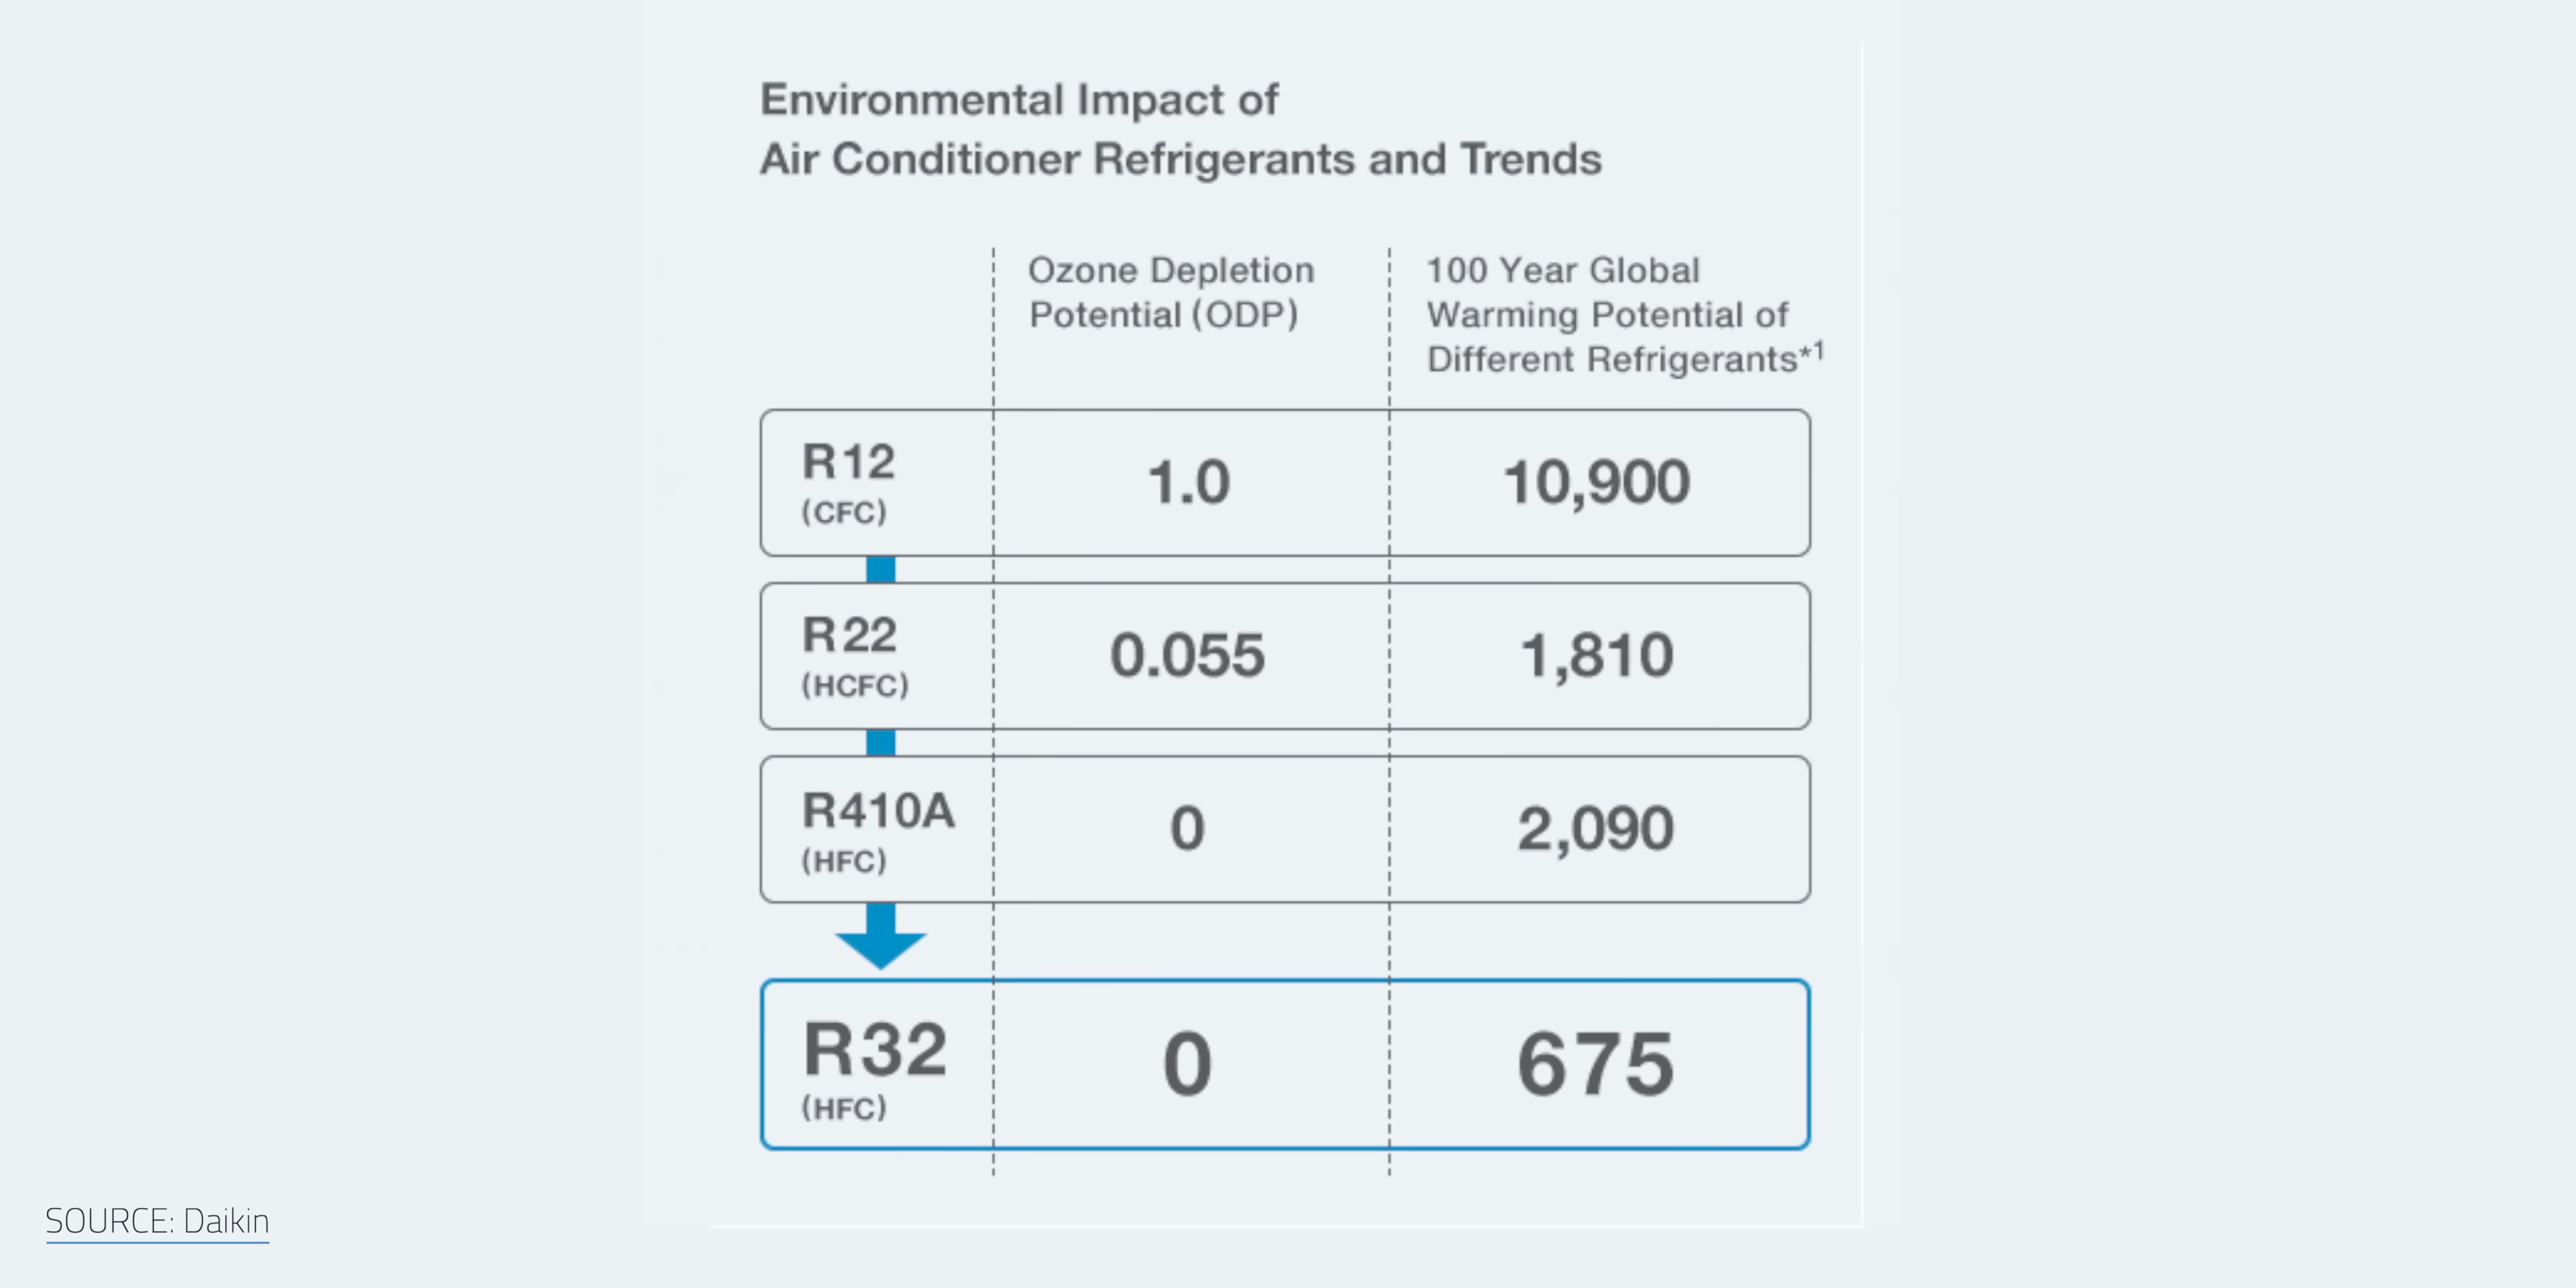 Environmental Impact of
Air Conditioner Refrigerants and Trends
Ozone Depletion
Potential (ODP)
100 Year Global
Warming Potential of
Different Refrigerants*1
R12
(CFC)
1.0
10,900
R22
(HCFC)
0.055
1,810
R410A
(HFC)
0
2,090
R32
(HFC)
0
675
SOURCE: Daikin